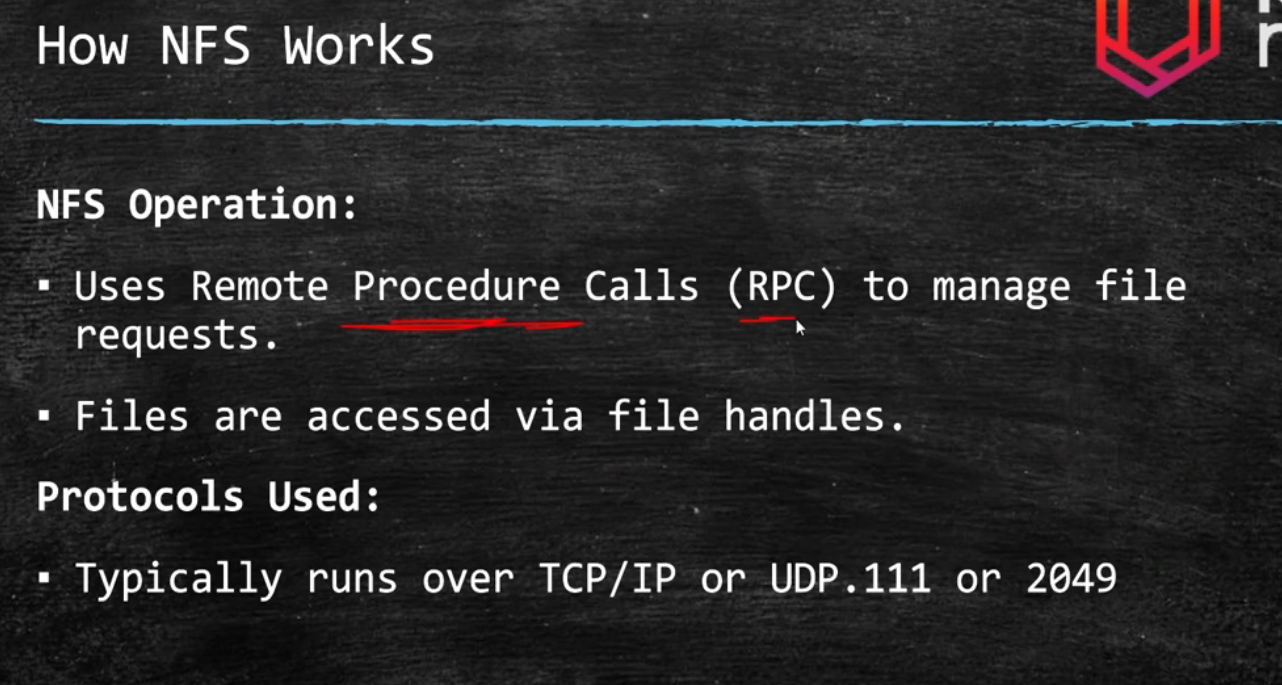 How NFS Works
NFS Operation:
▪ Uses Remote Procedure Calls (RPC) to manage file
requests.
▪ Files are accessed via file handles.
Protocols Used:
▪ Typically runs over TCP/IP or UDP.111 or 2049